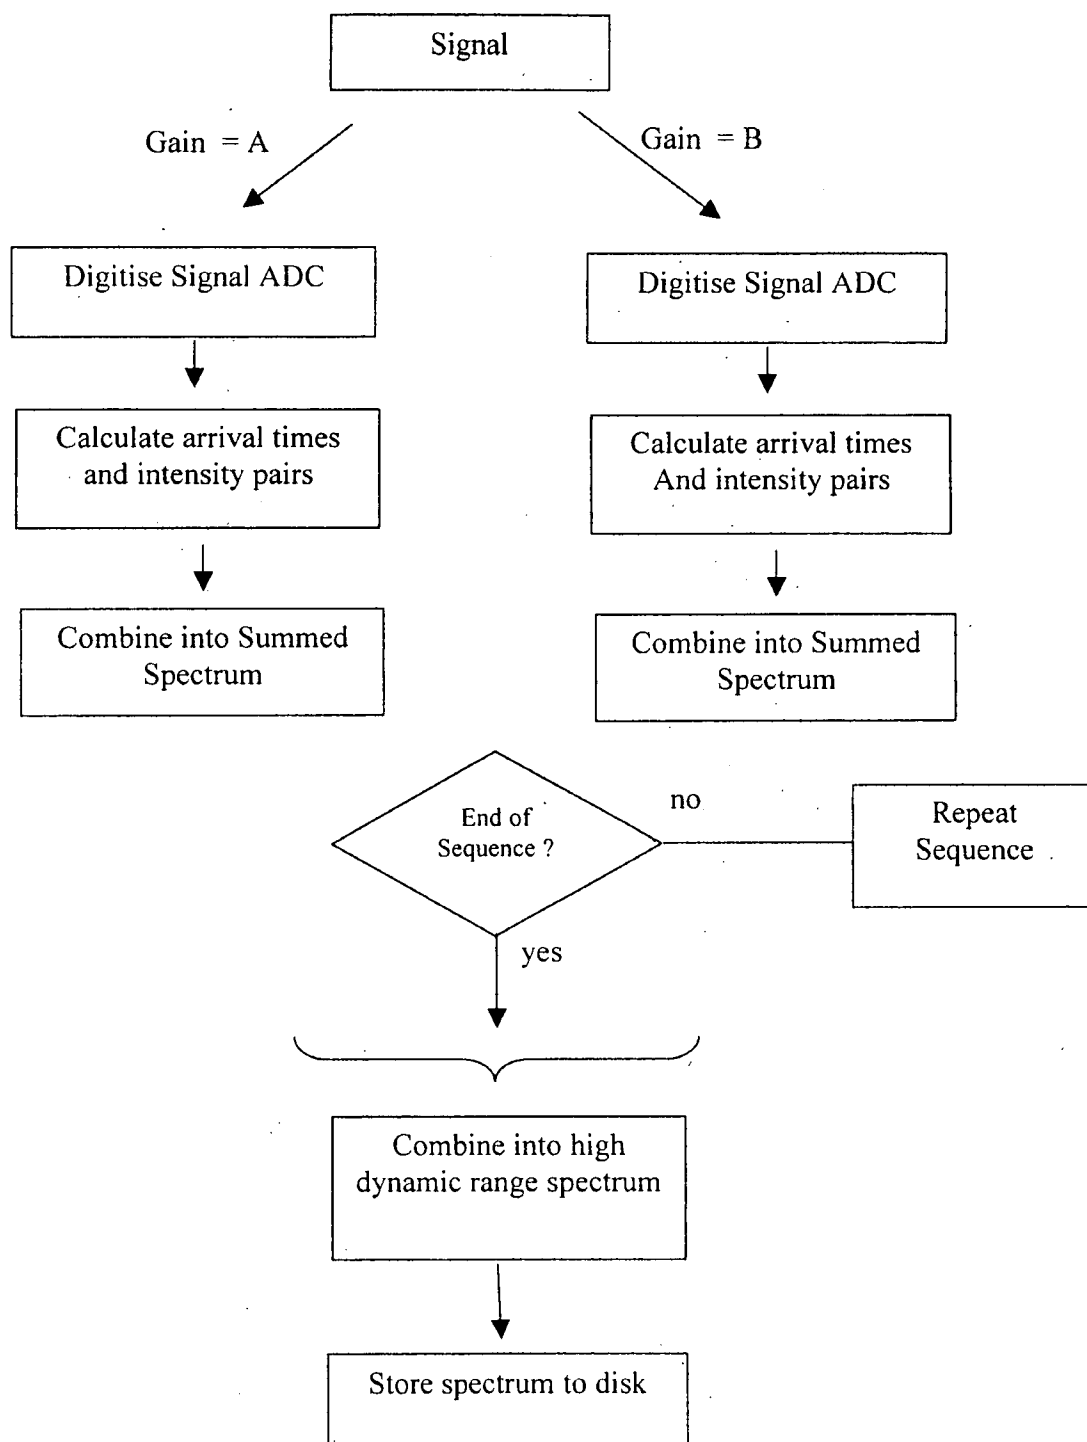 Signal
Gain = A
Gain = B
Digitise Signal ADC
Digitise Signal ADC
Calculate arrival times
and intensity pairs
Calculate arrival times
And intensity pairs
Combine into Summed
Spectrum
Combine into Summed
Spectrum
End of
Sequence ?
no
Repeat
Sequence
yes
Combine into high
dynamic range spectrum
Store spectrum to disk